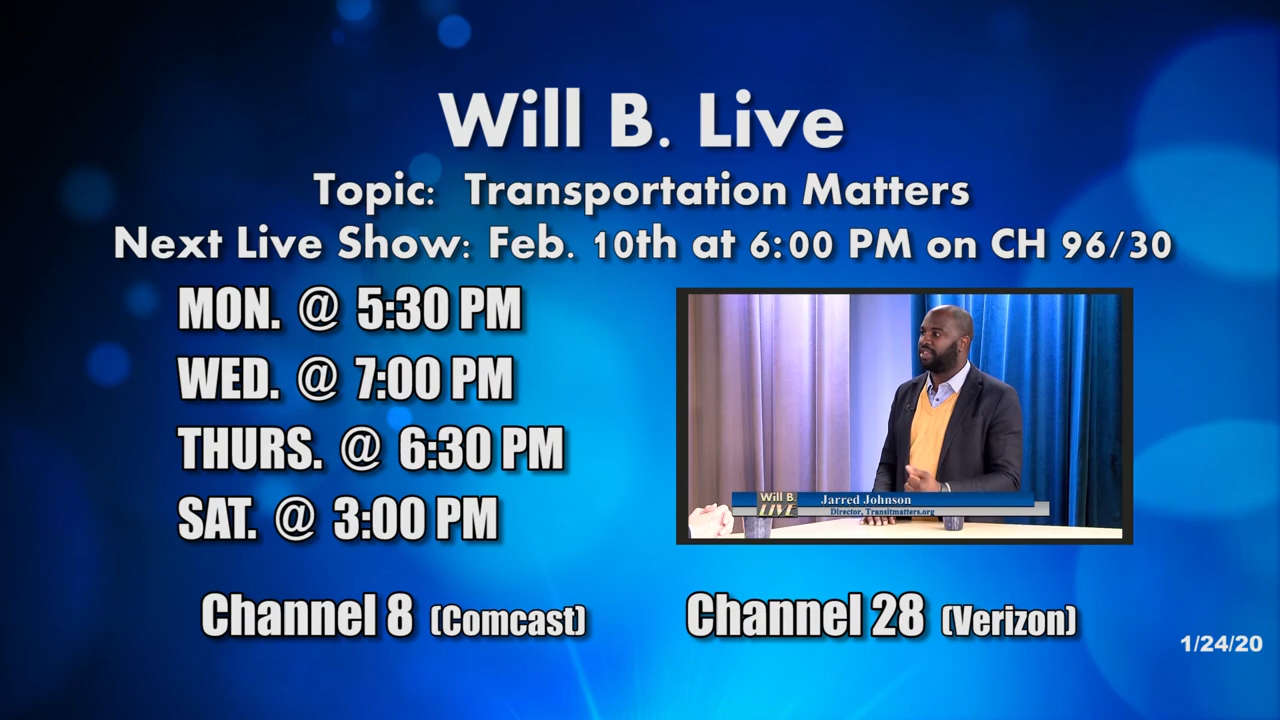 Will B. Live
Topic: Transportation Matters
Next Live Show: Feb. 10th at 6:00 PM on CH 96/30
MON. @ 5:30 PM
WED. @ 7:00 PM
THURS. @ 6:30 PM
SAT. @ 3:00 PM
Will B.
LIVE
Jarred Johnson
Director, Transitmatters.org
Channel 8 (Comcast)
Channel 28 (Verizon)
1/24/20